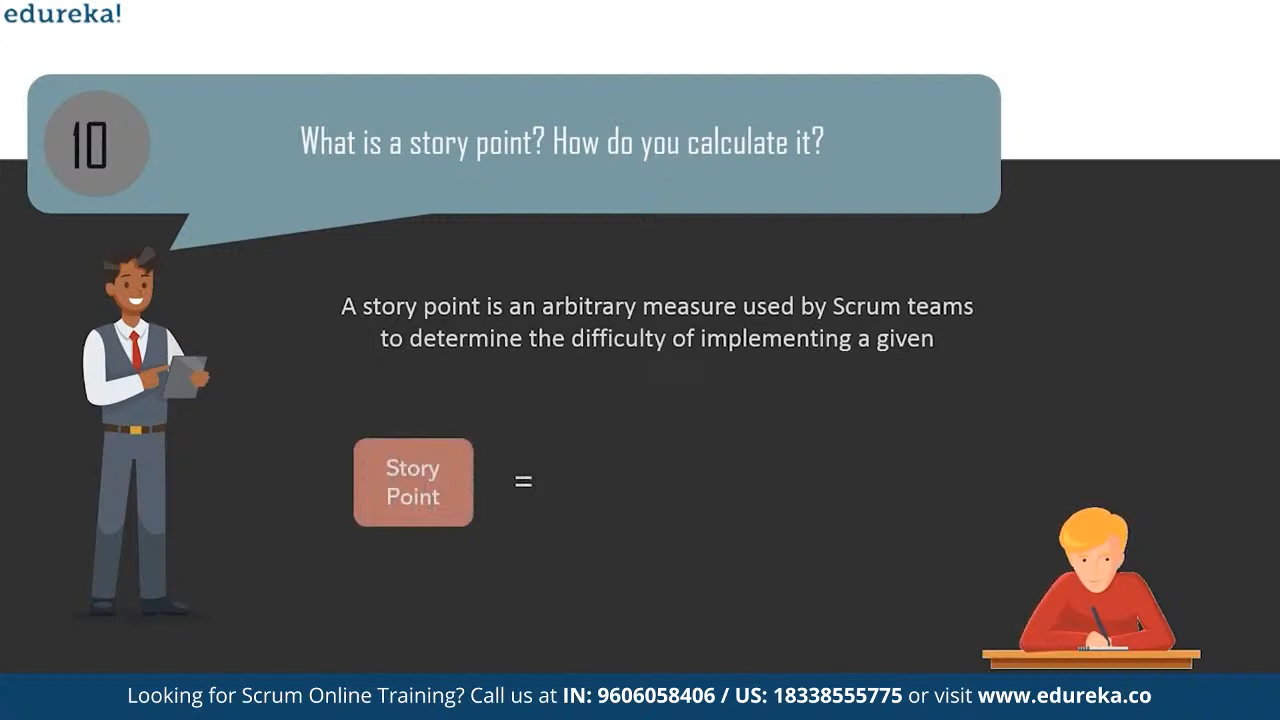 edureka!
10
What is a story point? How do you calculate it?
A story point is an arbitrary measure used by Scrum teams
to determine the difficulty of implementing a given
Story
Point
=
Looking for Scrum Online Training? Call us at IN: 9606058406 / US: 18338555775 or visit www.edureka.co